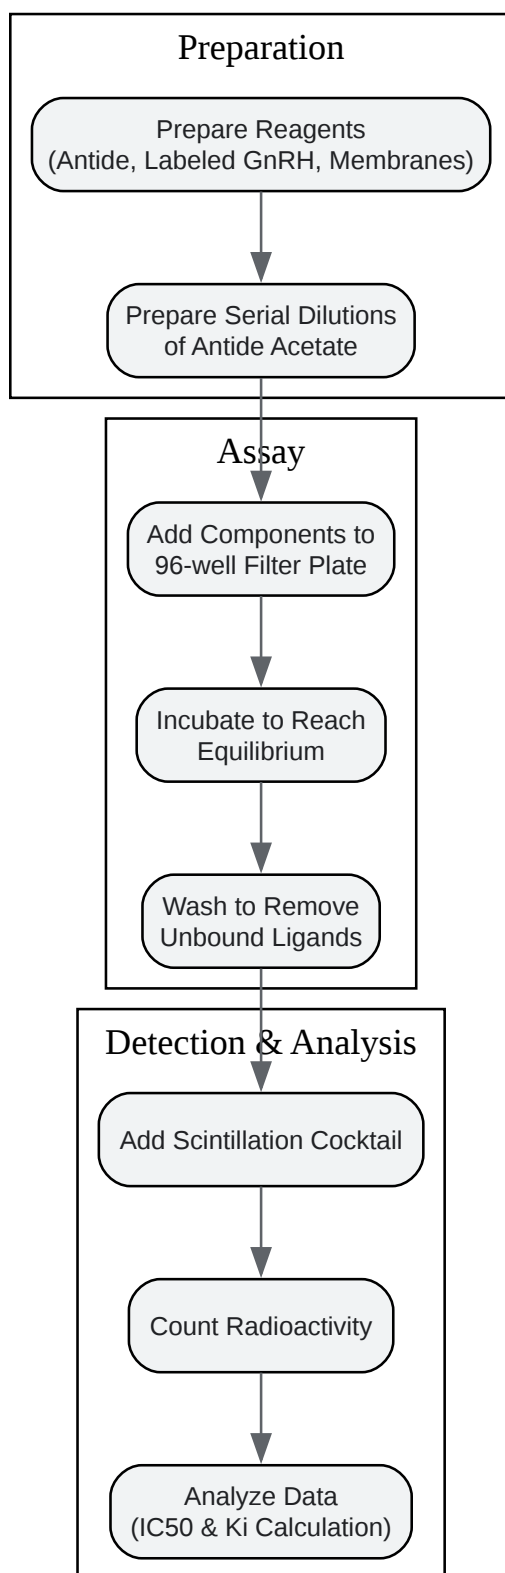 Preparation
Prepare Reagents
(Antide, Labeled GnRH, Membranes)
Prepare Serial Dilutions
of Antide Acetate
Assay
Add Components to
96-well Filter Plate
Incubate to Reach
Equilibrium
Wash to Remove
Unbound Ligands
Detection & Analysis
Add Scintillation Cocktail
Count Radioactivity
Analyze Data
(IC50 & Ki Calculation)